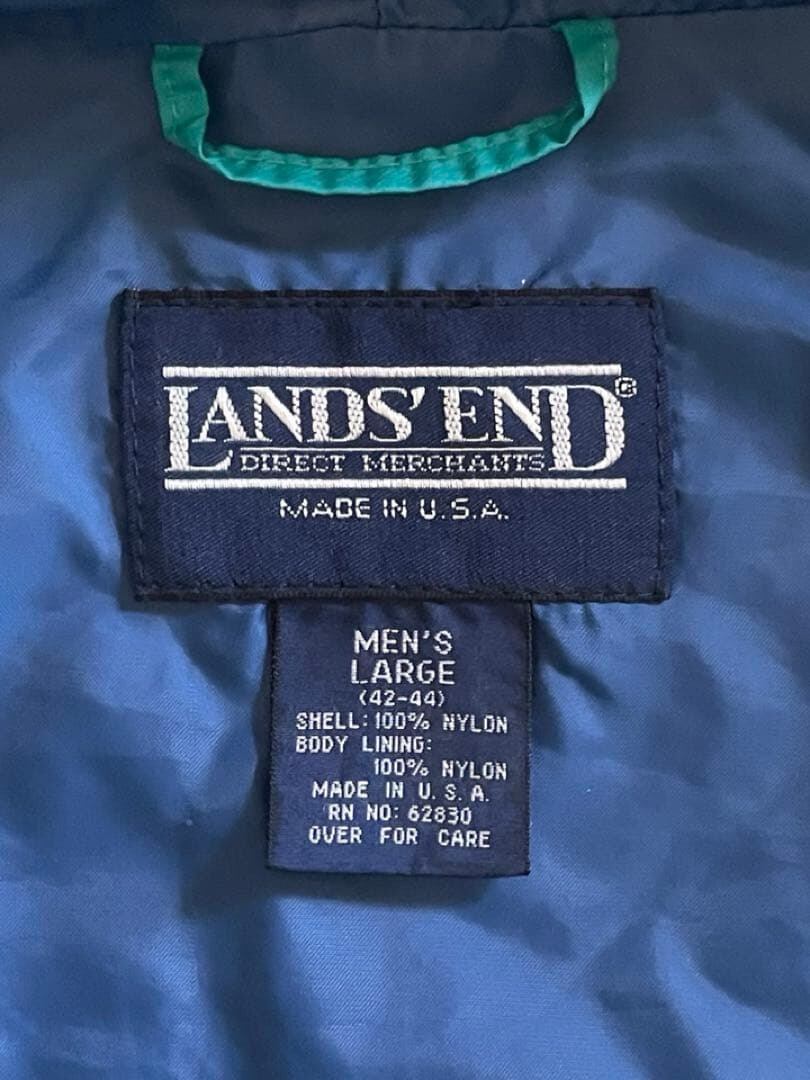 LANDS' END®
DIRECT MERCHANTS
MADE IN U.S.A.
MEN'S
LARGE
(42-44)
SHELL: 100% NYLON
BODY LINING:
100% NYLON
MADE IN U.S.A.
RN NO: 62830
OVER FOR CARE